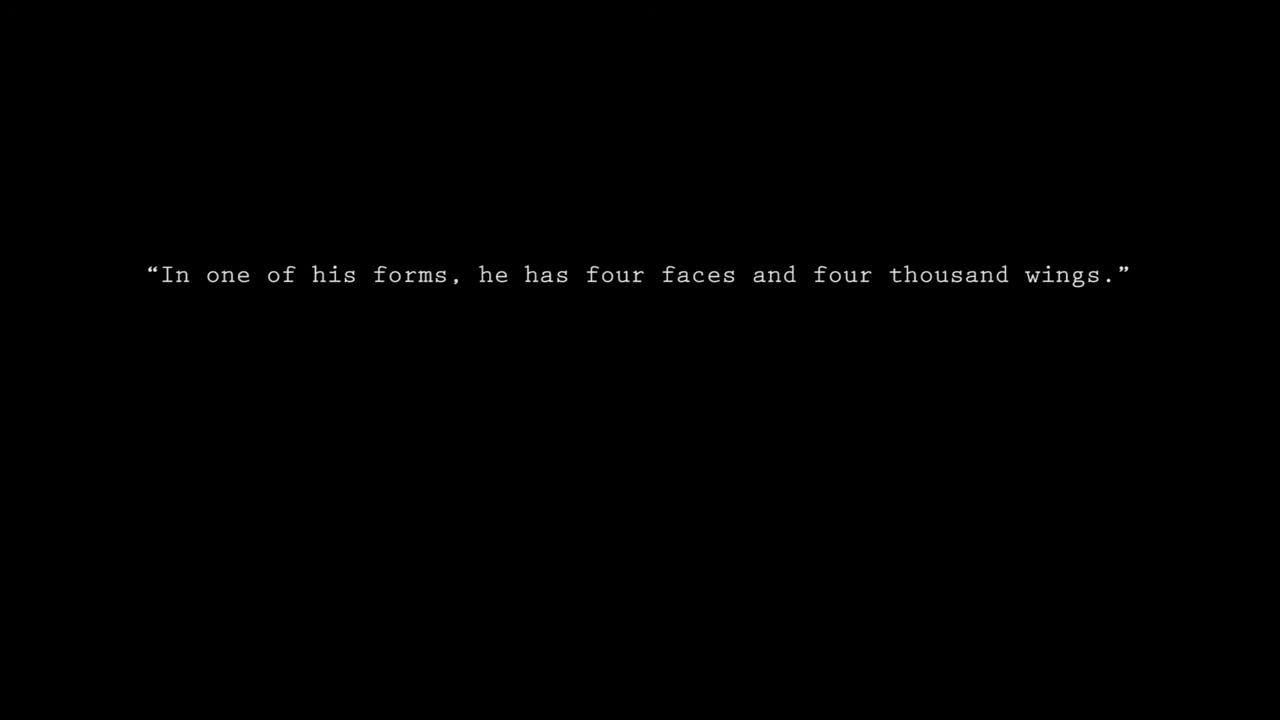 “In one of his forms, he has four faces and four thousand wings.”